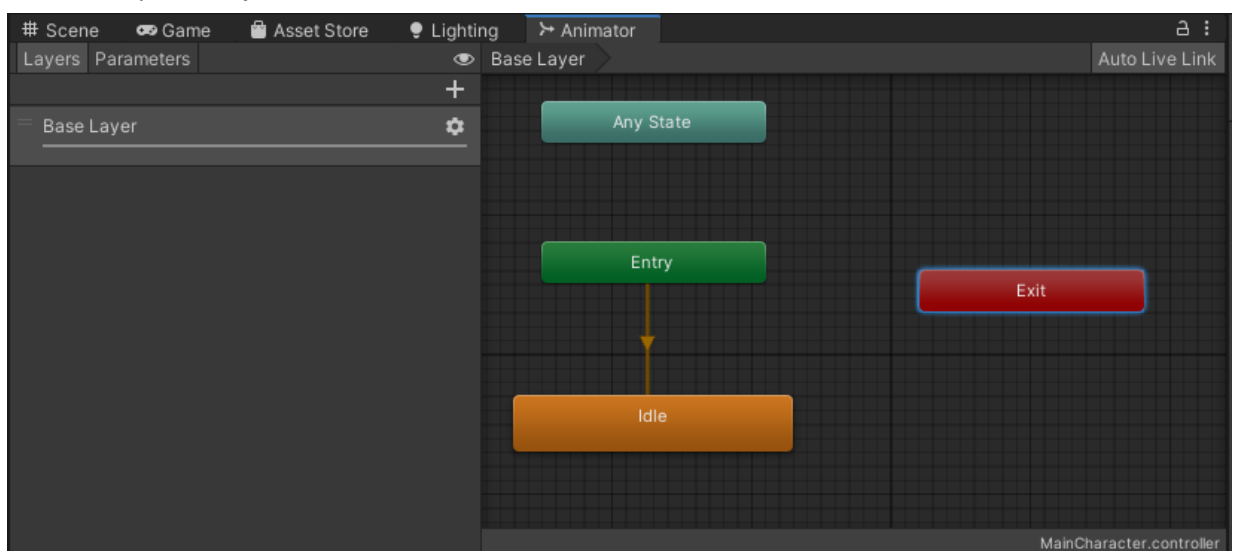 Scene Game Asset Store Lighting Animator
Layers Parameters Base Layer Auto Live Link
Base Layer
Any State
Entry
Exit
Idle
MainCharacter.controller